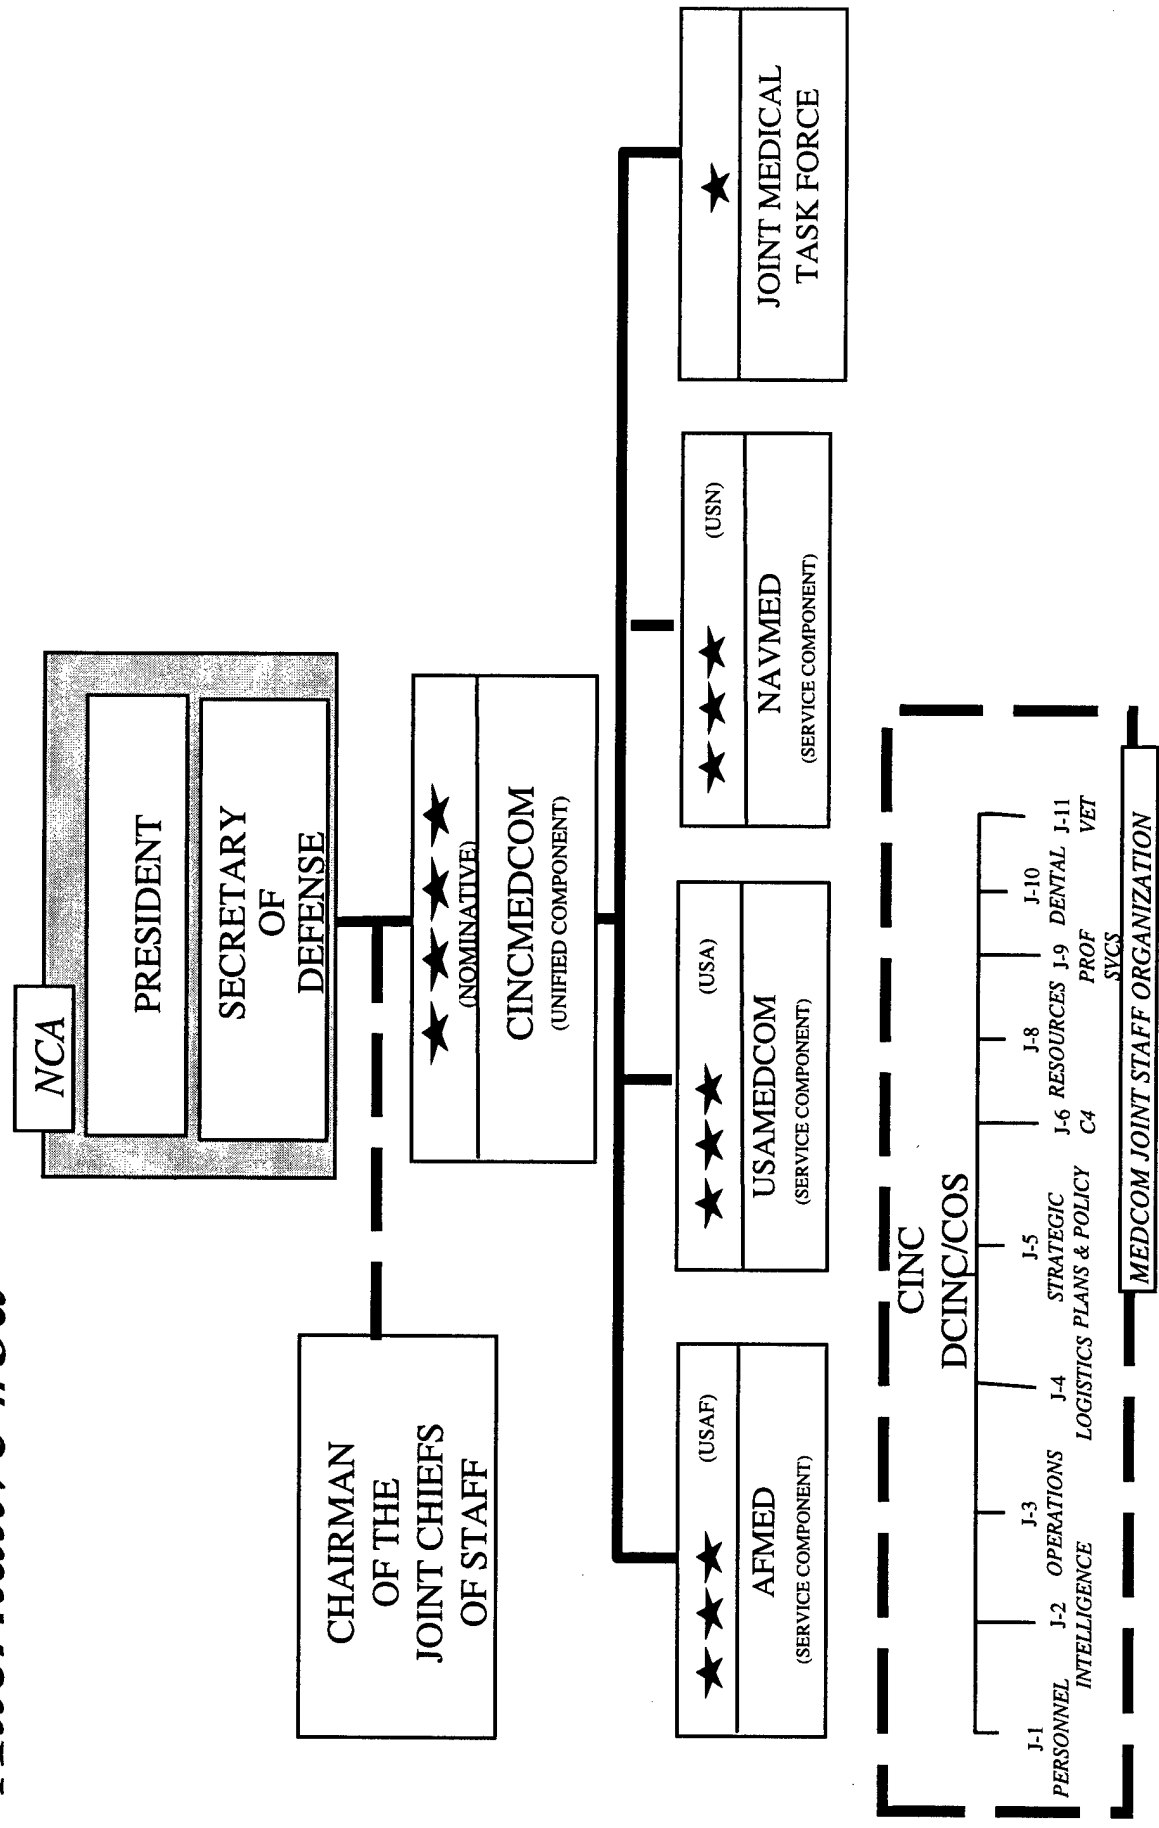 NCA
PRESIDENT
SECRETARY
OF
DEFENSE
CHAIRMAN
OF THE
JOINT CHIEFS
OF STAFF
(NOMINATIVE)
CINCMEDCOM
(UNIFIED COMPONENT)
(USAF)
AFMED
(SERVICE COMPONENT)
(USA)
USAMEDCOM
(SERVICE COMPONENT)
(USN)
NAVMED
(SERVICE COMPONENT)
JOINT MEDICAL
TASK FORCE
CINC
DCINC/COS
J-1
PERSONNEL
J-2
INTELLIGENCE
J-3
OPERATIONS
J-4
LOGISTICS
J-5
STRATEGIC
PLANS & POLICY
J-6
C4
J-8
RESOURCES
J-9
PROF
SVCS
J-10
DENTAL
J-11
VET
MEDCOM JOINT STAFF ORGANIZATION